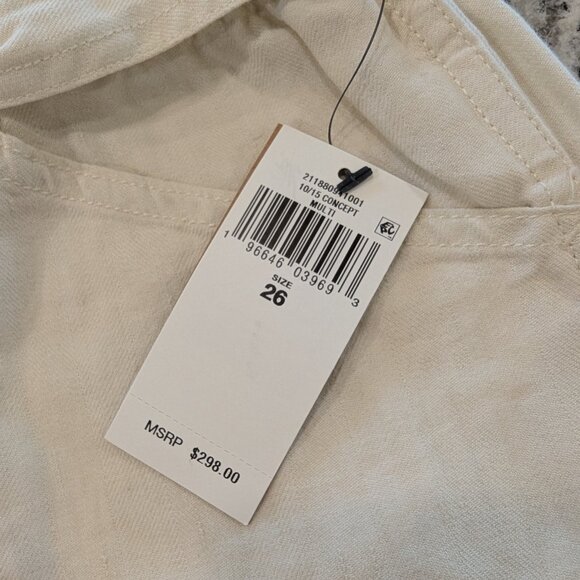 10/15 CONCEPT
MULTI
1 96646 03969 3
SIZE
26
MSRP $298.00